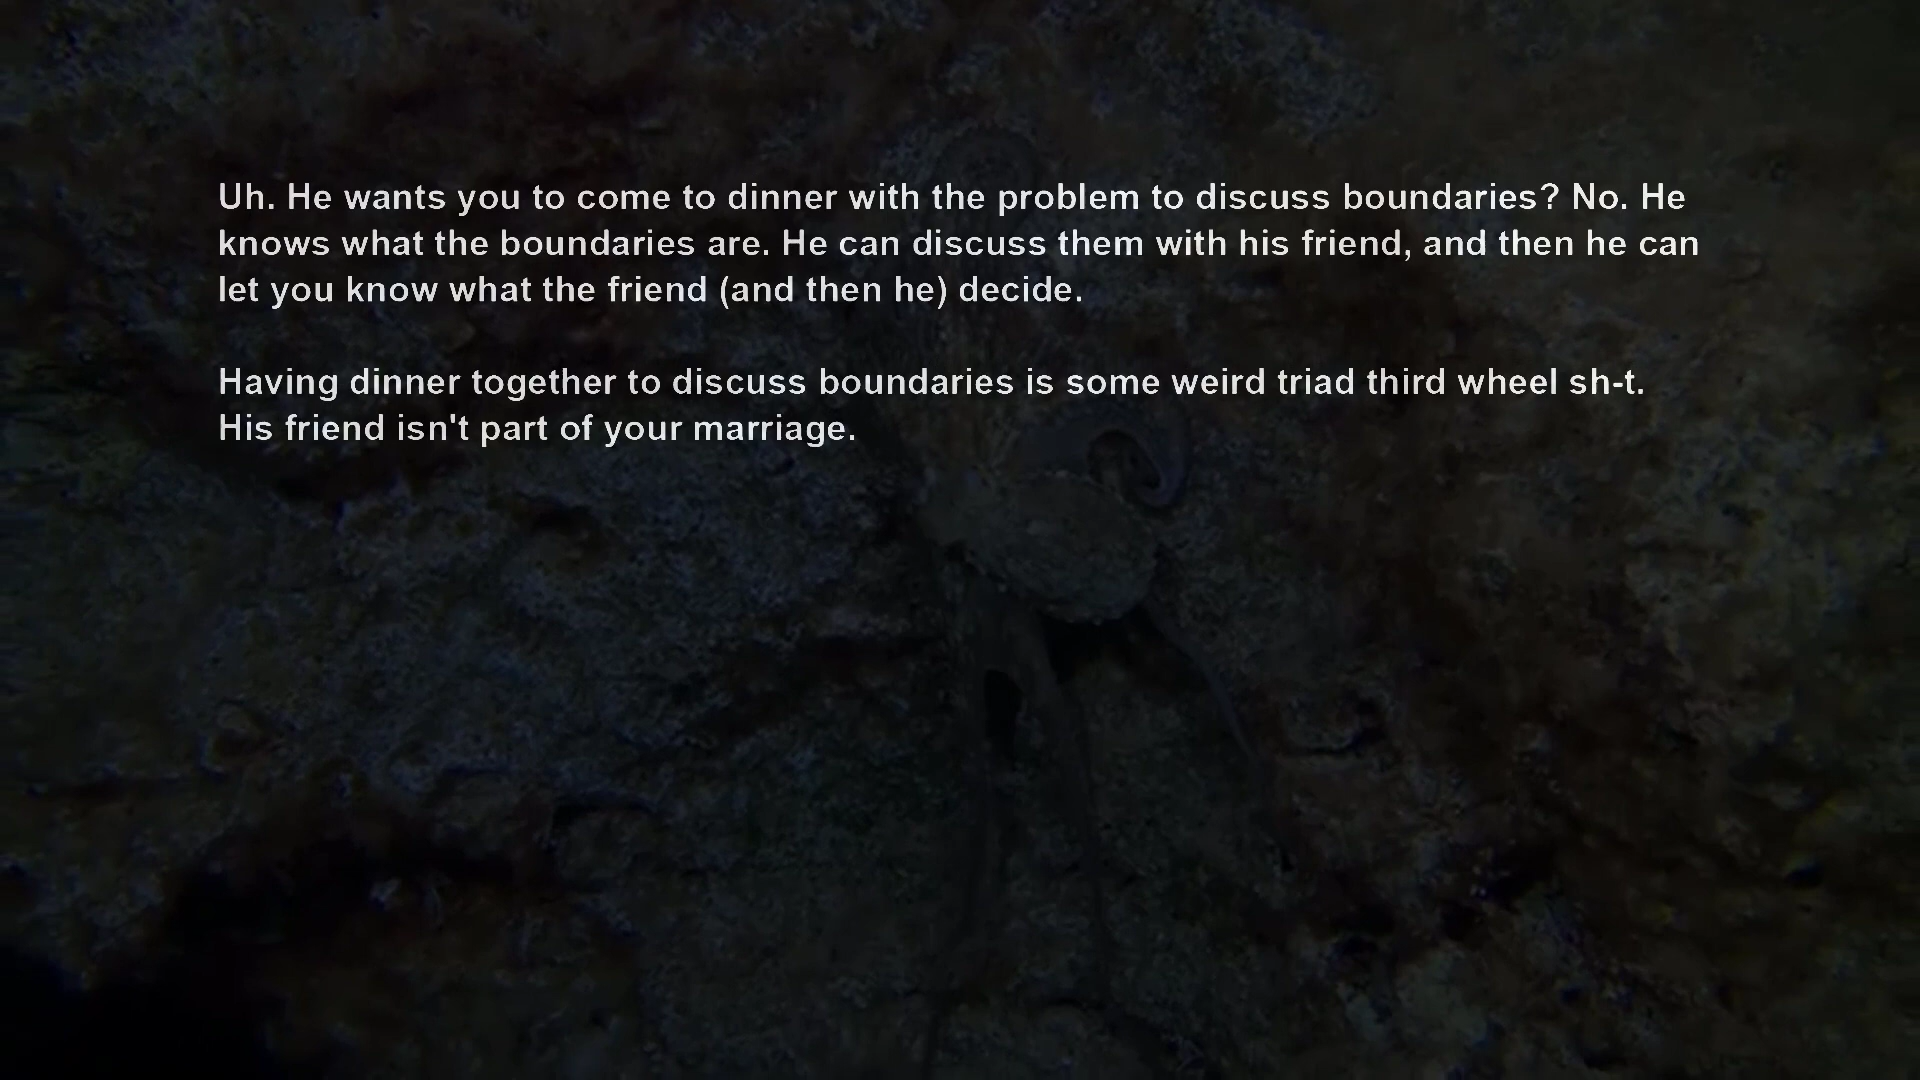 Uh. He wants you to come to dinner with the problem to discuss boundaries? No. He
knows what the boundaries are. He can discuss them with his friend, and then he can
let you know what the friend (and then he) decide.
Having dinner together to discuss boundaries is some weird triad third wheel sh-t.
His friend isn't part of your marriage.